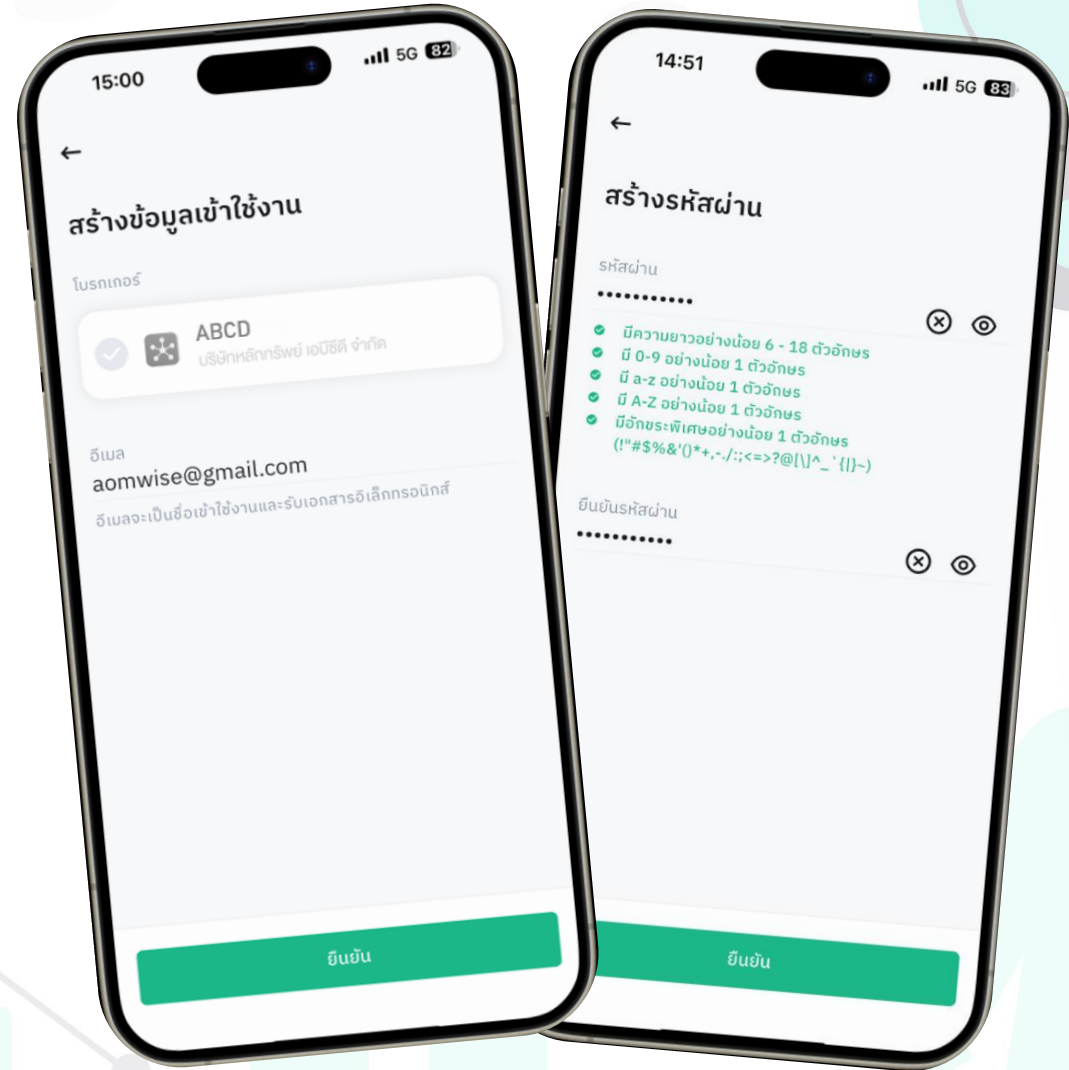 15:00
5G 82
สร้างข้อมูลเข้าใช้งาน
โบรกเกอร์
ABCD
บริษัทหลักทรัพย์ เอบีซีดี จำกัด
อีเมล
aomwise@gmail.com
อีเมลจะเป็นชื่อเข้าใช้งานและรับเอกสารอิเล็กทรอนิกส์
ยืนยัน
14:51
5G 83
สร้างรหัสผ่าน
รหัสผ่าน
•••••••••••
มีความยาวอย่างน้อย 6 - 18 ตัวอักษร
มี 0-9 อย่างน้อย 1 ตัวอักษร
มี a-z อย่างน้อย 1 ตัวอักษร
มี A-Z อย่างน้อย 1 ตัวอักษร
มีอักขระพิเศษอย่างน้อย 1 ตัวอักษร
(!"#$%&'()*+,-./:;<=>?@[\]^_`{|}~)
ยืนยันรหัสผ่าน
•••••••••••
ยืนยัน